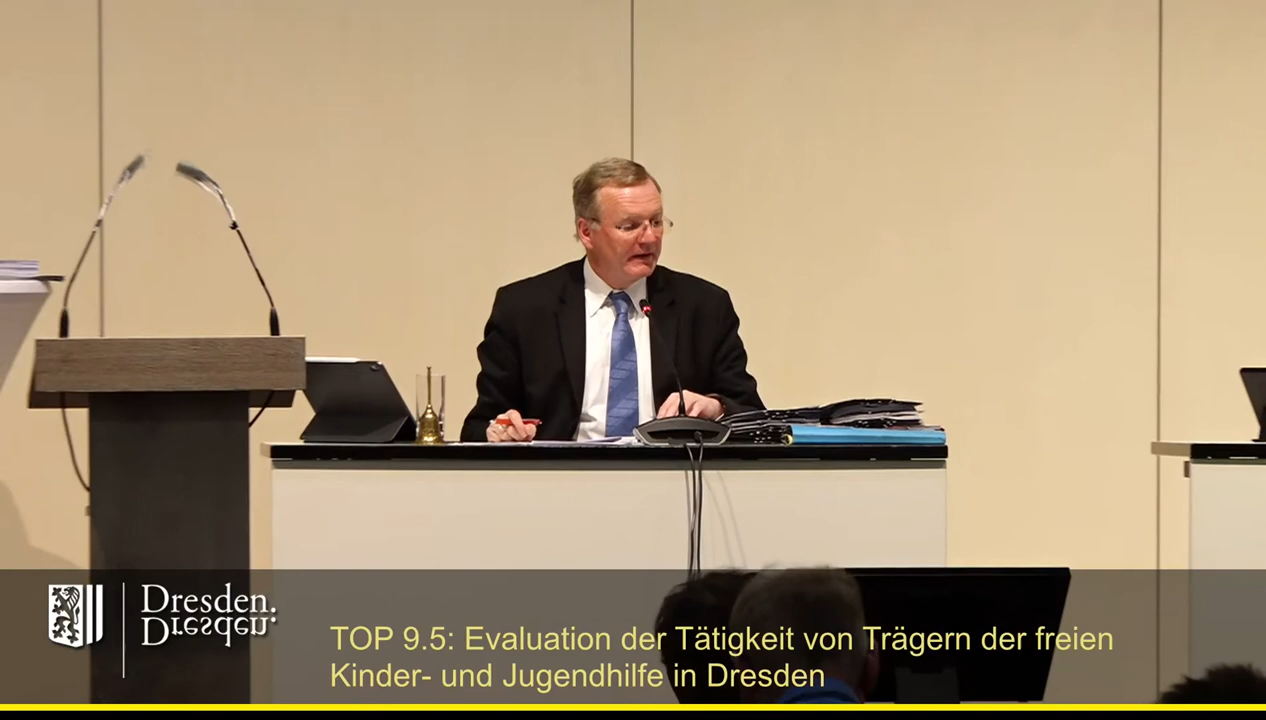 Dresden.
Dresden.
TOP 9.5: Evaluation der Tätigkeit von Trägern der freien
Kinder- und Jugendhilfe in Dresden